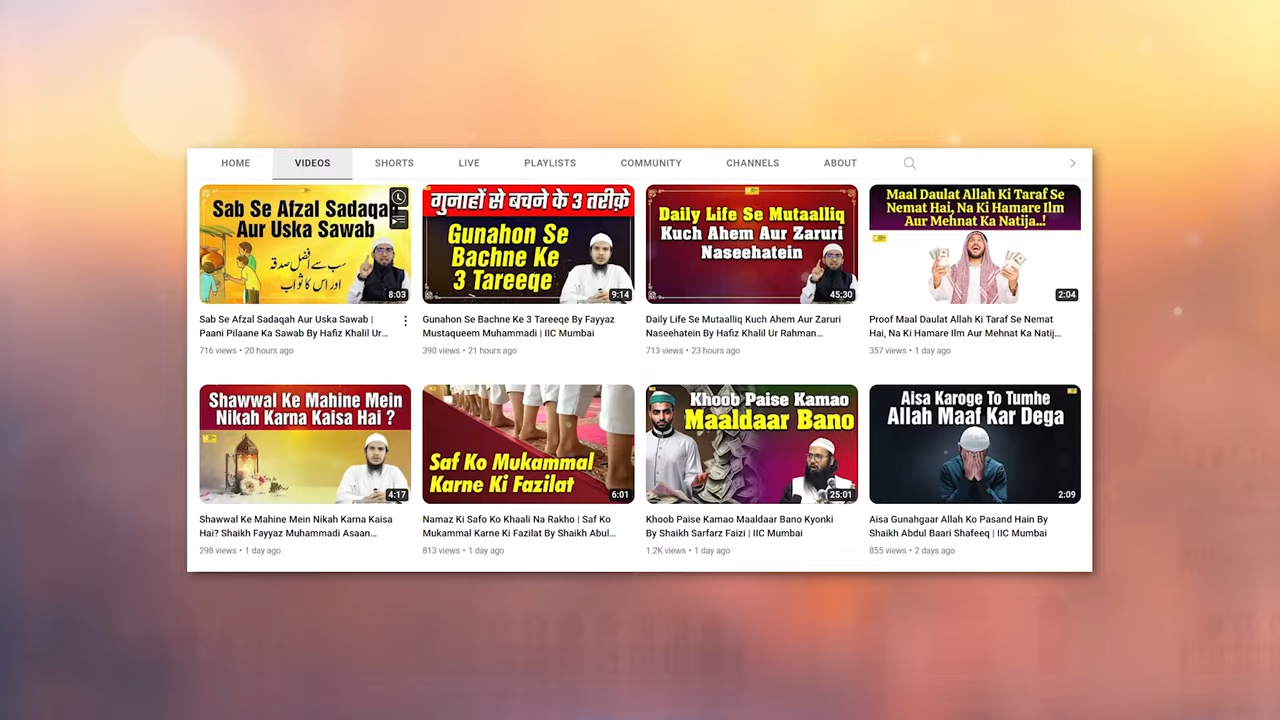 HOME
VIDEOS
SHORTS
LIVE
PLAYLISTS
COMMUNITY
CHANNELS
ABOUT
Sab Se Afzal Sadaqa
Aur Uska Sawab
سب سے افضل صدقہ
اور اس کا ثواب
8:03
Sab Se Afzal Sadaqah Aur Uska Sawab |
Paani Pilaane Ka Sawab By Hafiz Khalil Ur...
716 views • 20 hours ago
गुनाहों से बचने के 3 तरीक़े
Gunahon Se
Bachne Ke
3 Tareeqe
9:14
Gunahon Se Bachne Ke 3 Tareeqe By Fayyaz
Mustaqueem Muhammadi | IIC Mumbai
390 views • 21 hours ago
Daily Life Se Mutaalliq
Kuch Ahem Aur Zaruri
Naseehatein
45:30
Daily Life Se Mutaalliq Kuch Ahem Aur Zaruri
Naseehatein By Hafiz Khalil Ur Rahman...
713 views • 23 hours ago
Maal Daulat Allah Ki Taraf Se
Nemat Hai, Na Ki Hamare Ilm
Aur Mehnat Ka Natija..!
2:04
Proof Maal Daulat Allah Ki Taraf Se Nemat
Hai, Na Ki Hamare Ilm Aur Mehnat Ka Natij...
357 views • 1 day ago
Shawwal Ke Mahine Mein
Nikah Karna Kaisa Hai ?
4:17
Shawwal Ke Mahine Mein Nikah Karna Kaisa
Hai? Shaikh Fayyaz Muhammadi Asaan...
298 views • 1 day ago
Saf Ko Mukammal
Karne Ki Fazilat
6:01
Namaz Ki Safo Ko Khaali Na Rakho | Saf Ko
Mukammal Karne Ki Fazilat By Shaikh Abul...
813 views • 1 day ago
Khoob Paise Kamao
Maaldaar Bano
25:01
Khoob Paise Kamao Maaldaar Bano Kyonki
By Shaikh Sarfarz Faizi | IIC Mumbai
1.2K views • 1 day ago
Aisa Karoge To Tumhe
Allah Maaf Kar Dega
2:09
Aisa Gunahgaar Allah Ko Pasand Hain By
Shaikh Abdul Baari Shafeeq | IIC Mumbai
855 views • 2 days ago